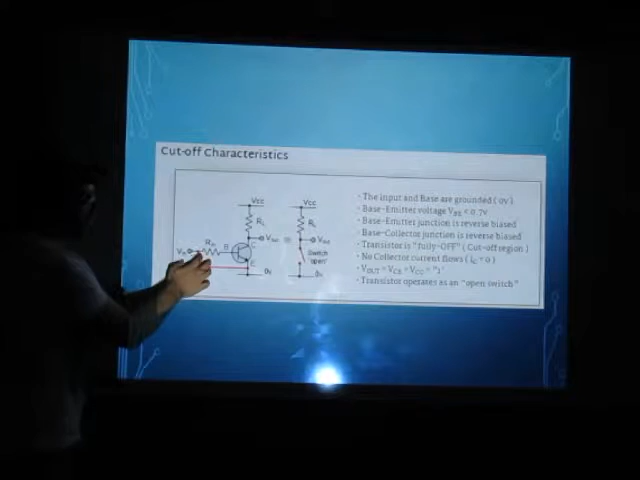 Cut-off Characteristics
Vcc
RL
Vout
B
E
0v
=
Vcc
RL
Vout
Switch
'open'
0v
• The input and Base are grounded ( 0v)
• Base-Emitter voltage VBE < 0.7v
• Base-Emitter junction is reverse biased
• Base-Collector junction is reverse biased
• Transistor is "fully-OFF" ( Cut-off region )
• No Collector current flows ( IC = 0 )
• VOUT = VCE = VCC = "1"
• Transistor operates as an "open switch"